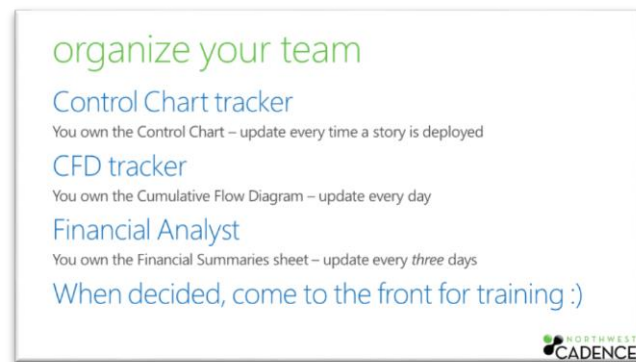 organize your team
Control Chart tracker
You own the Control Chart – update every time a story is deployed
CFD tracker
You own the Cumulative Flow Diagram – update every day
Financial Analyst
You own the Financial Summaries sheet – update every three days
When decided, come to the front for training :)
NORTHWEST
CADENCE